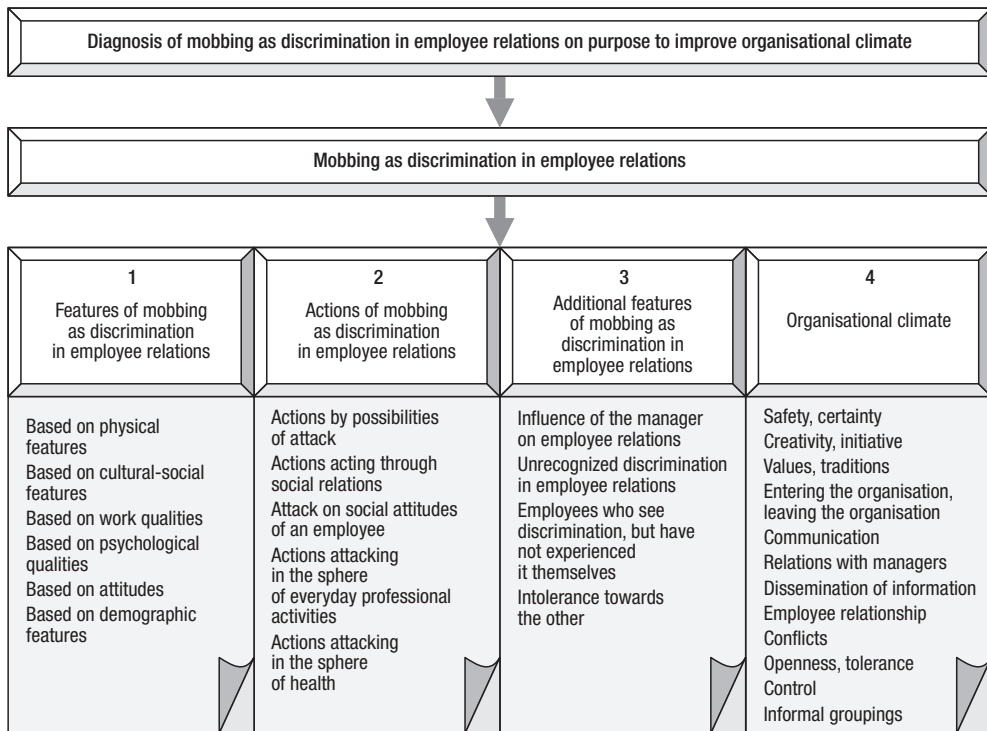 Diagnosis of mobbing as discrimination in employee relations on purpose to improve organisational climate
Mobbing as discrimination in employee relations
1
Features of mobbing
as discrimination
in employee relations
Based on physical
features
Based on cultural-social
features
Based on work qualities
Based on psychological
qualities
Based on attitudes
Based on demographic
features
2
Actions of mobbing
as discrimination
in employee relations
Actions by possibilities
of attack
Actions acting through
social relations
Attack on social attitudes
of an employee
Actions attacking
in the sphere
of everyday professional
activities
Actions attacking
in the sphere
of health
3
Additional features
of mobbing as
discrimination in
employee relations
Influence of the manager
on employee relations
Unrecognized discrimination
in employee relations
Employees who see
discrimination, but have
not experienced
it themselves
Intolerance towards
the other
4
Organisational climate
Safety, certainty
Creativity, initiative
Values, traditions
Entering the organisation,
leaving the organisation
Communication
Relations with managers
Dissemination of information
Employee relationship
Conflicts
Openness, tolerance
Control
Informal groupings